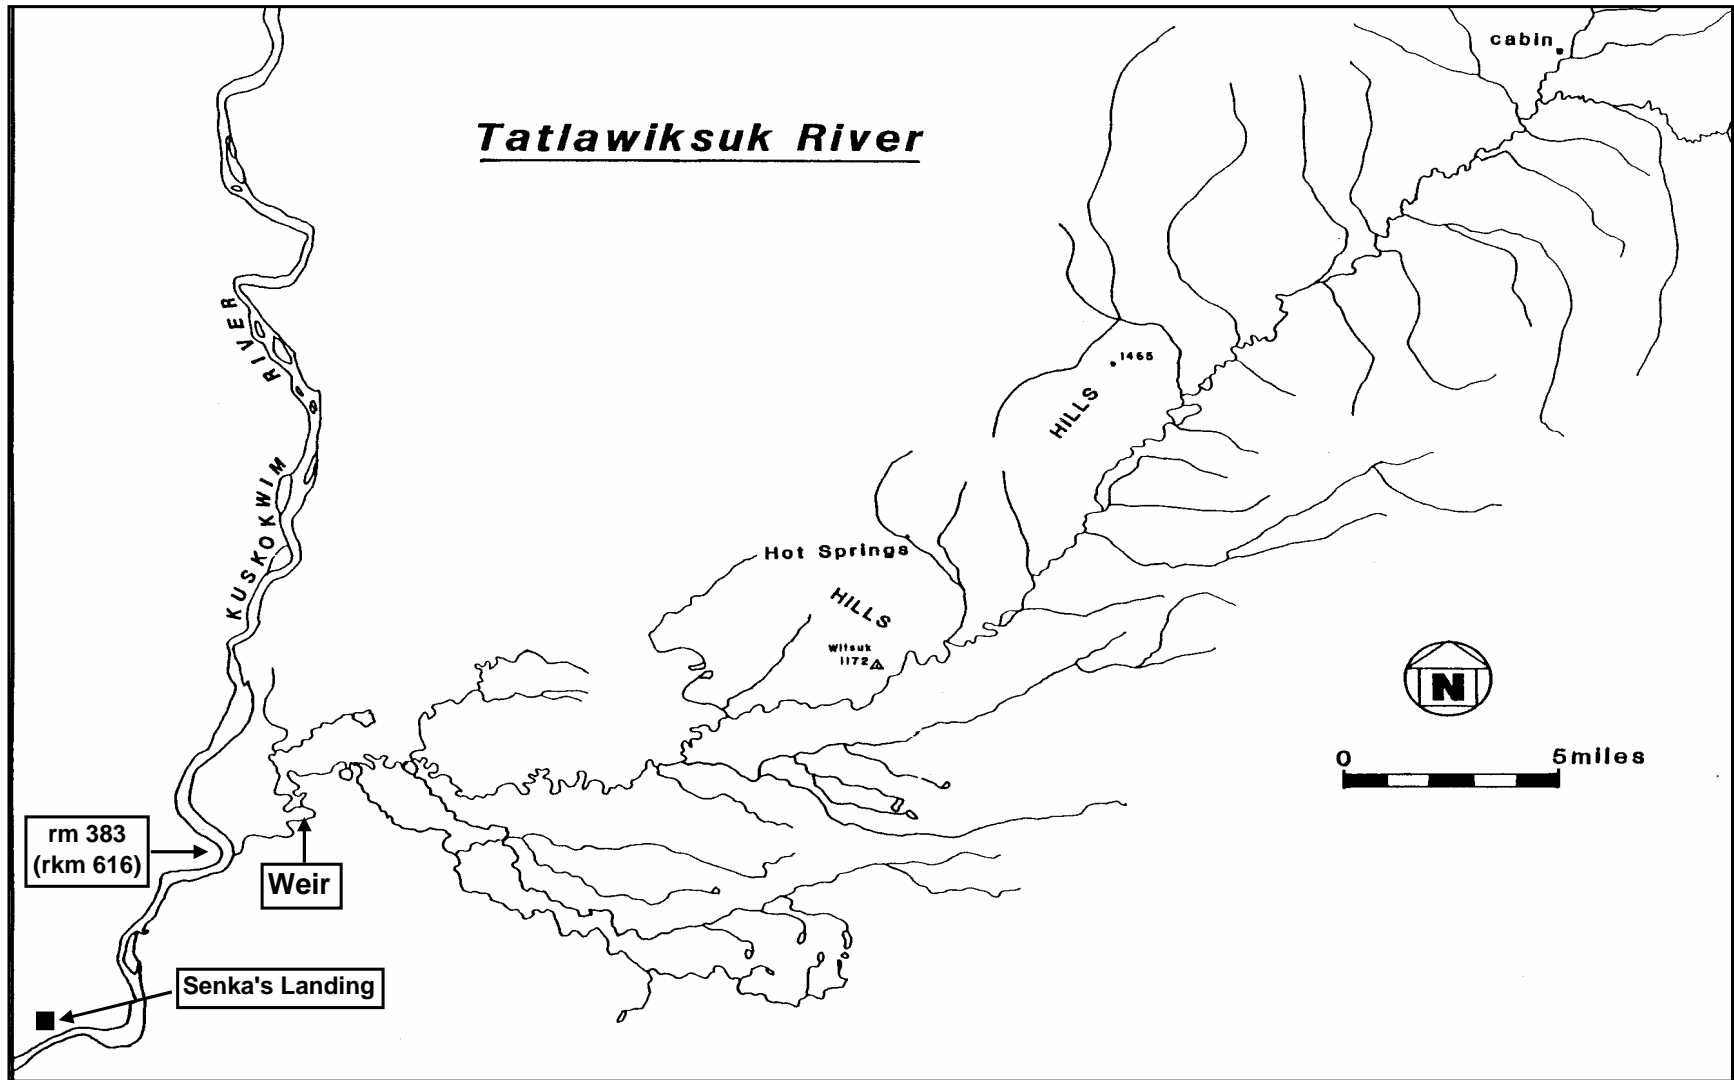 cabin
Tatlawiksuk River
1465
HILLS
KUSKOKWIM RIVER
Hot Springs
HILLS
Witsuk
1172
N
0 5miles
rm 383
(rkm 616)
Weir
Senka's Landing